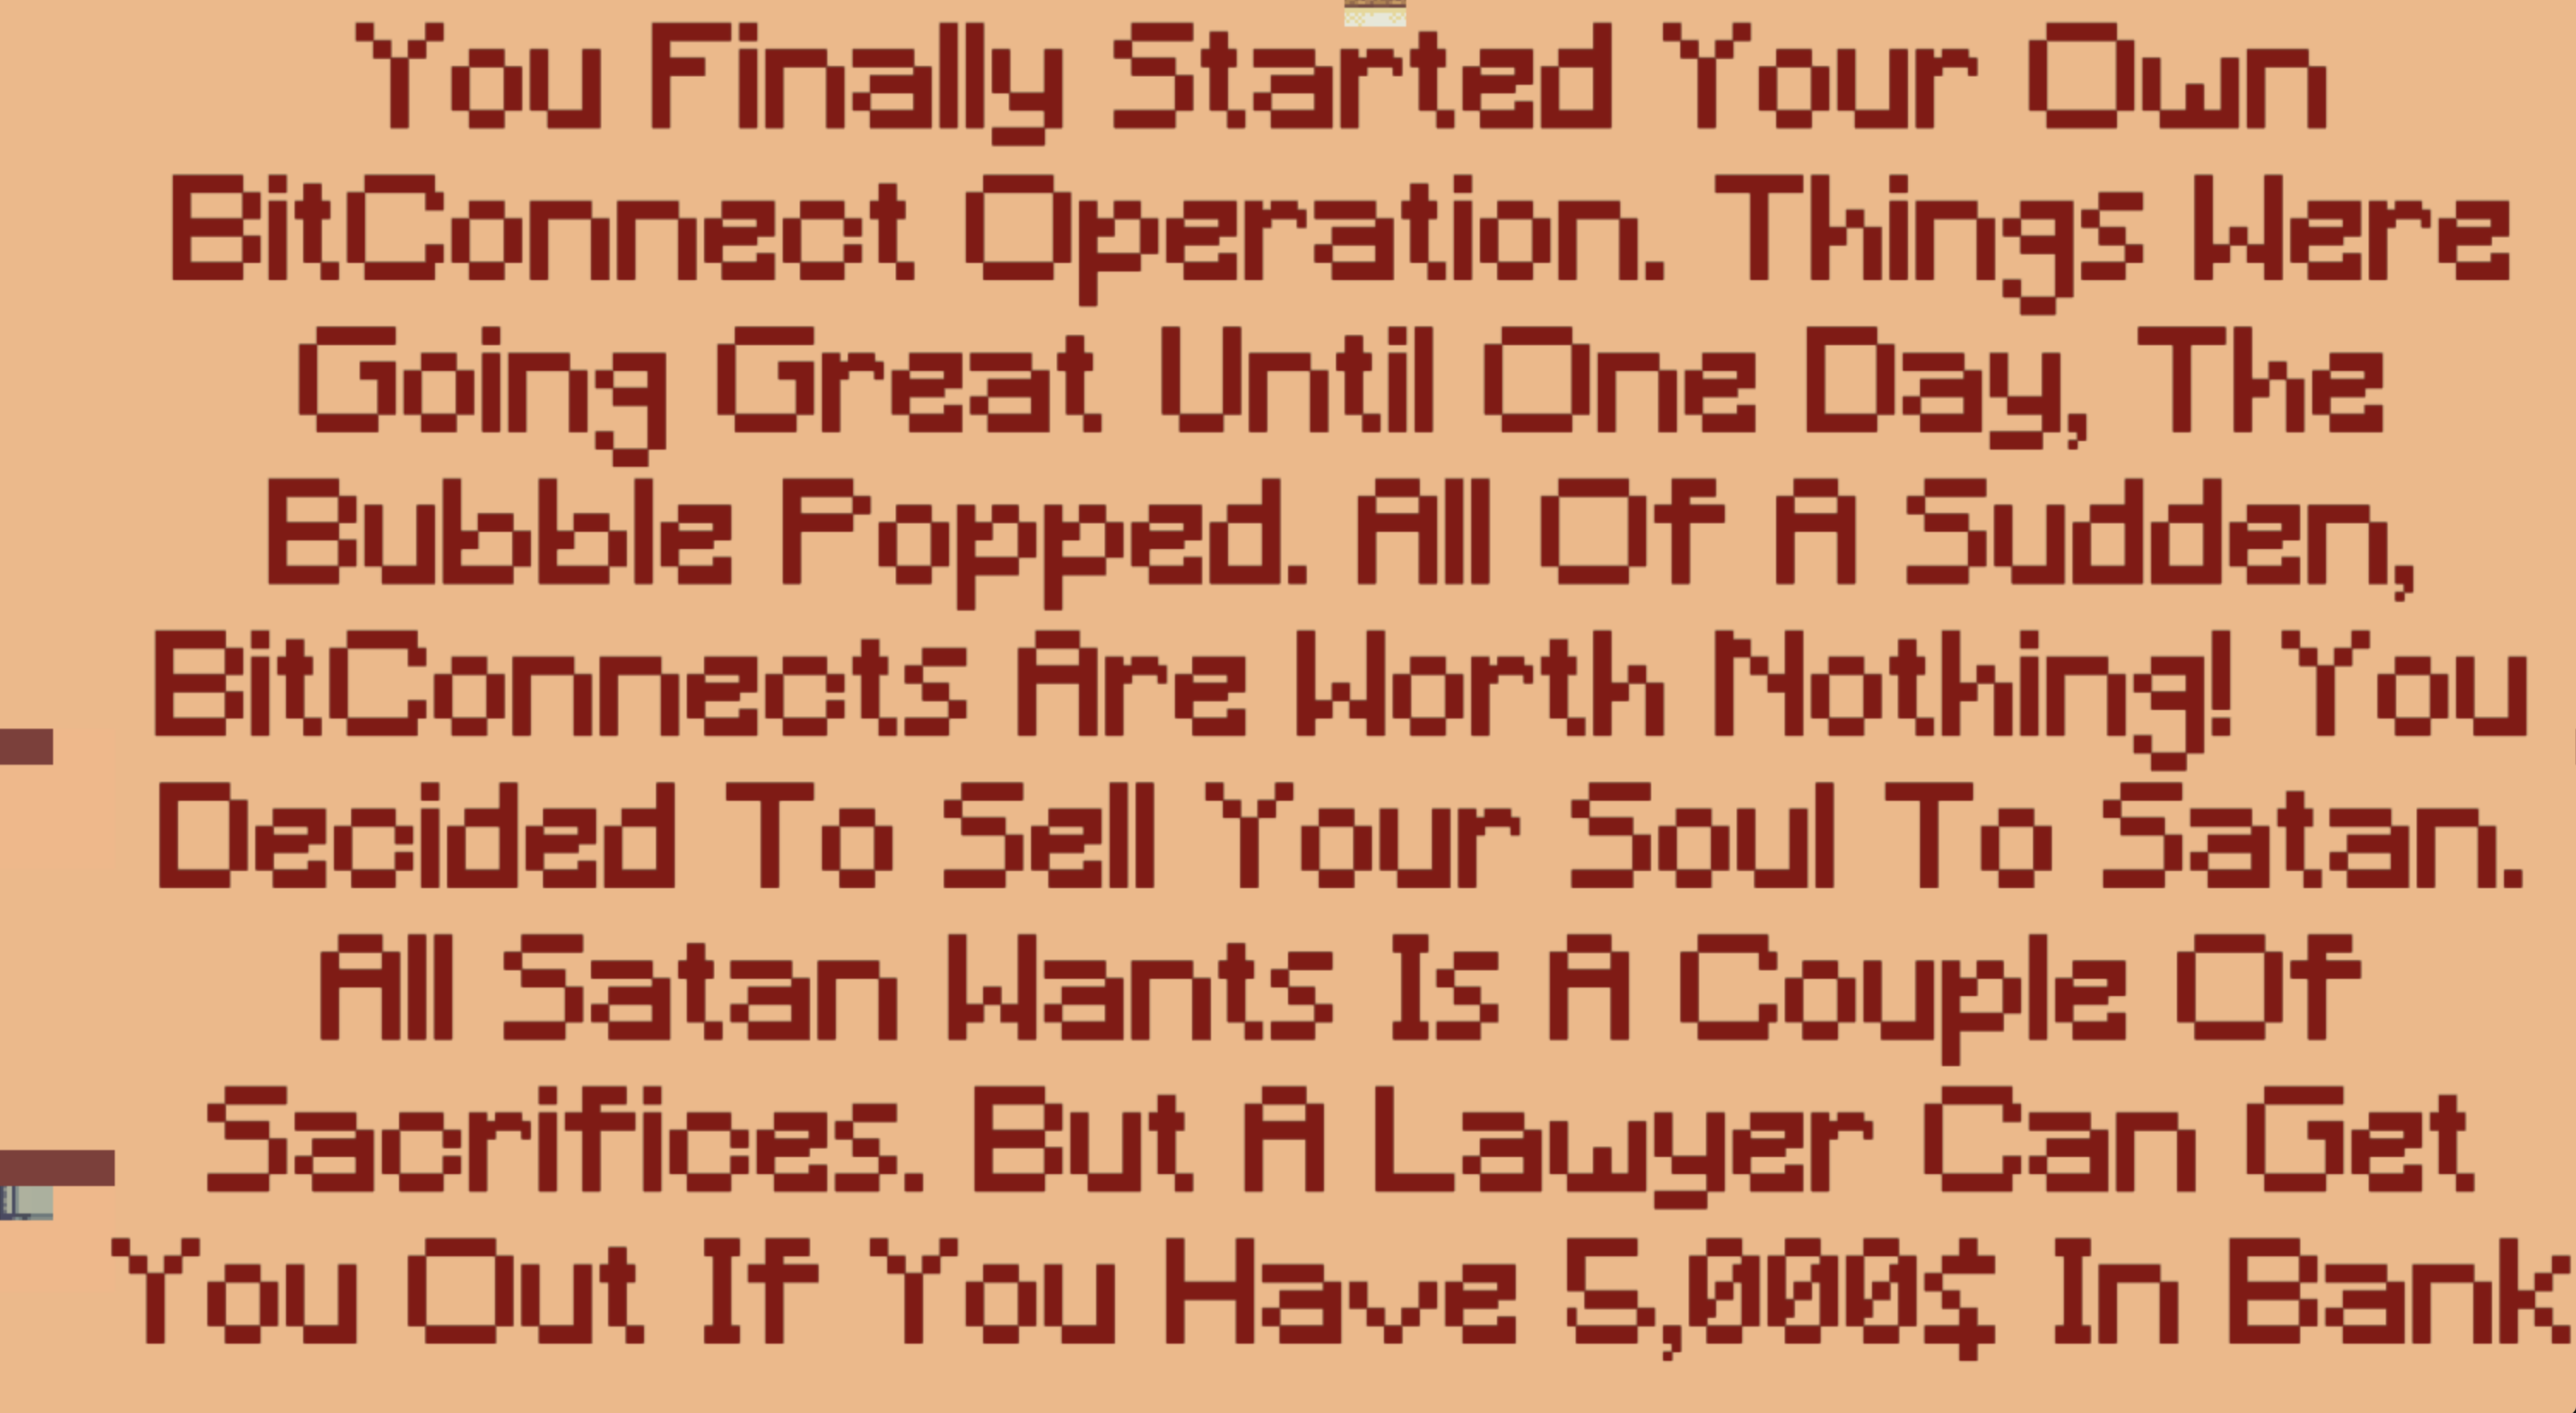 You Finally Started Your Own
BitConnect Operation. Things Were
Going Great Until One Day, The
Bubble Popped. All Of A Sudden,
BitConnects Are Worth Nothing! You
Decided To Sell Your Soul To Satan.
All Satan Wants Is A Couple Of
Sacrifices. But A Lawyer Can Get
You Out If You Have 5,000$ In Bank